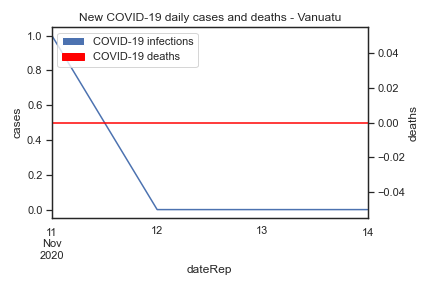 New COVID-19 daily cases and deaths - Vanuatu
COVID-19 infections
COVID-19 deaths
1.0
0.8
0.6
0.4
0.2
0.0
cases
0.04
0.02
0.00
−0.02
−0.04
deaths
11 12 13 14
Nov
2020
dateRep